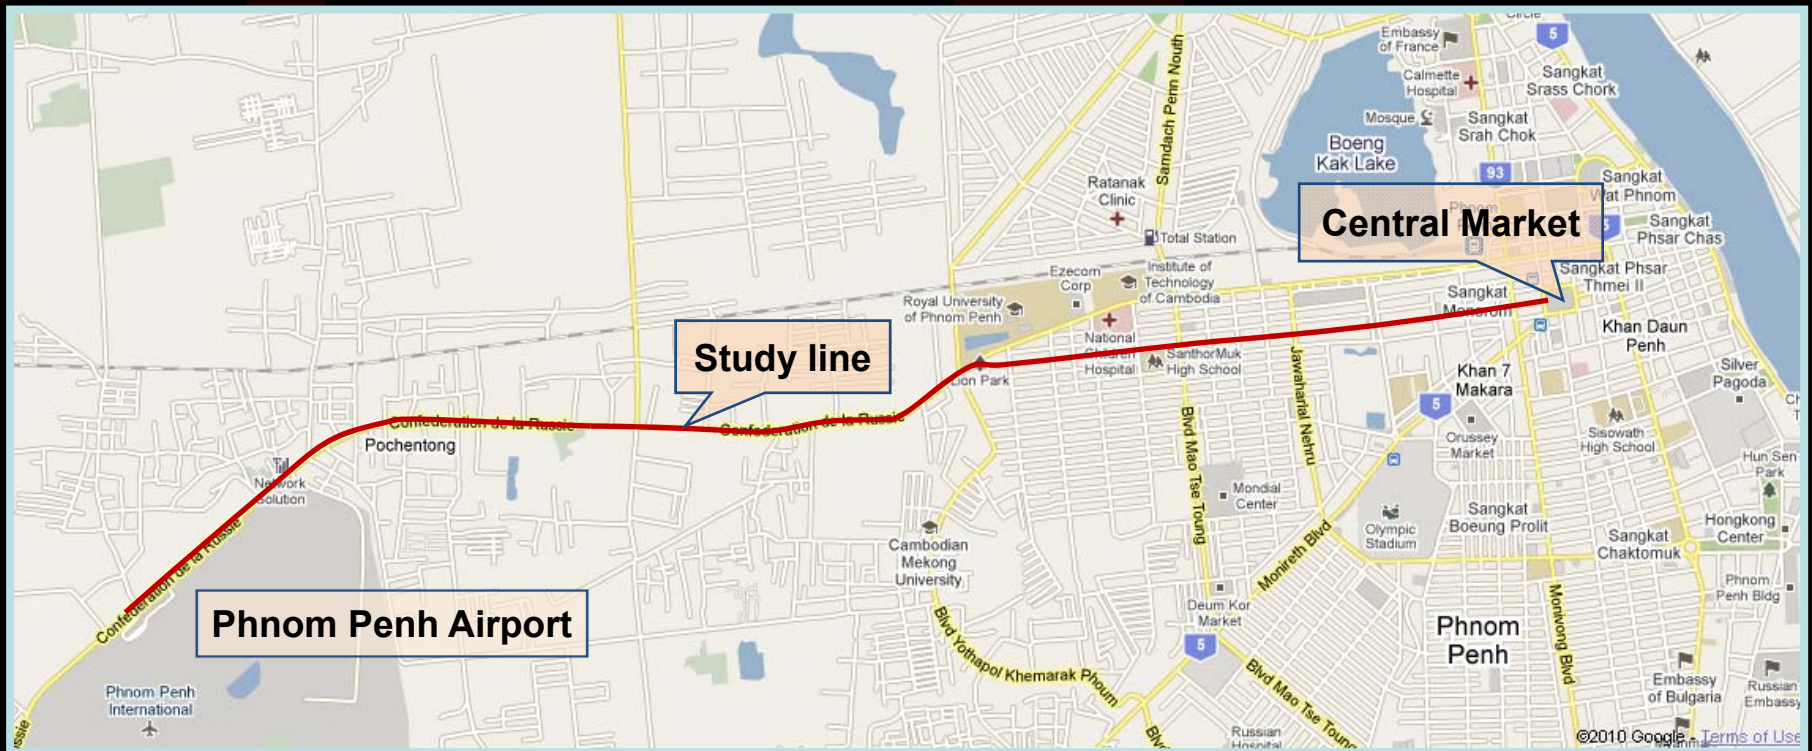 Circle
Embassy
of France
5
Calmette
Hospital
Sangkat
Srass Chork
Mosque
Sangkat
Srah Chok
Samdach Penn North
Boeng
Kak Lake
93
Sangkat
Wat Phnom
Ratanak
Clinic
Central Market
5
Sangkat
Phsar Chas
Total Station
Ezecom
Corp
Institute of
Technology
of Cambodia
Sangkat Phsar
Thmei II
Royal University
of Phnom Penh
Sangkat
Monorom
National
Children
Hospital
SanthorMuk
High School
Khan Daun
Penh
Study line
Lion Park
Jawaharlal Nehru
Khan 7
Makara
Silver
Pagoda
5
Confederation de la Russie
Confederation de la Russie
Pochentong
Blvd Mao Tse Toung
Orussey
Market
Sisowath
High School
Hun Sen
Park
Network
Solution
Mondial
Center
Sangkat
Boeung Prolit
Olympic
Stadium
Hongkong
Center
Sangkat
Chaktomuk
Confederation de la Russie
Cambodian
Mekong
University
Monireth Blvd
Phnom
Penh Bldg
Phnom Penh Airport
Deum Kor
Market
Monivong Blvd
Phnom
Penh
5
Blvd Yothapol Khemarak Phoum
Blvd Mao Tse Toung
Phnom Penh
International
Embassy
of Bulgaria
Russian
Embassy
Russian
Hospital
Blvd
©2010 Google - Terms of Use